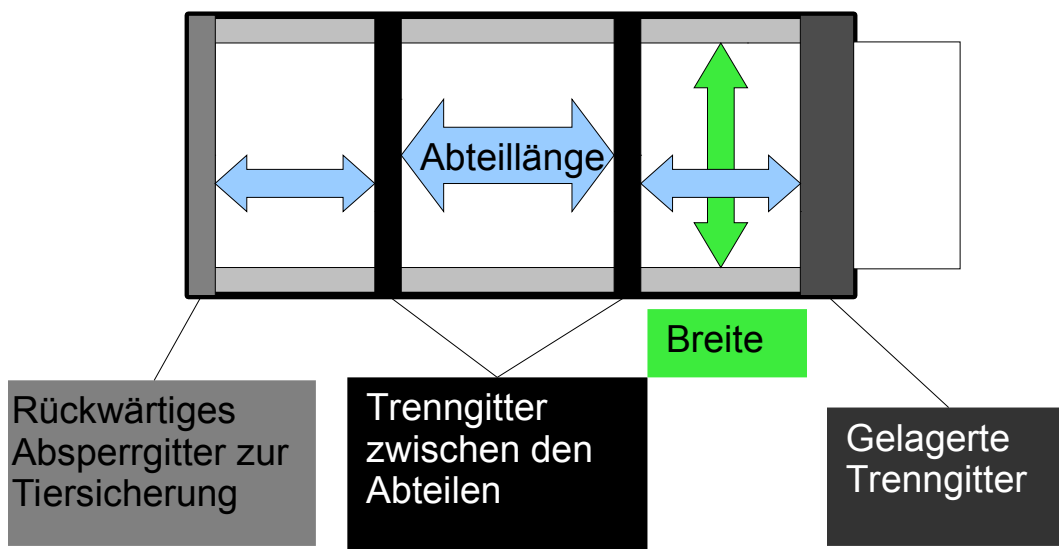 Abteillänge
Breite
Rückwärtiges
Absperrgitter zur
Tiersicherung
Trenngitter
zwischen den
Abteilen
Gelagerte
Trenngitter